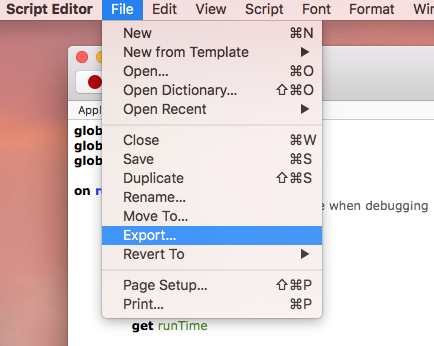 Script Editor File Edit View Script Font Format
New ⌘N
New from Template ▶
Open... ⌘O
Open Dictionary... ⇧⌘O
Open Recent ▶
Appl
glob
Close ⌘W
glob
Save ⌘S
glob
Duplicate ⇧⌘S
on r
Rename...
e when debugging
Move To...
Export...
Revert To ▶
Page Setup... ⇧⌘P
Print... ⌘P
get runTime